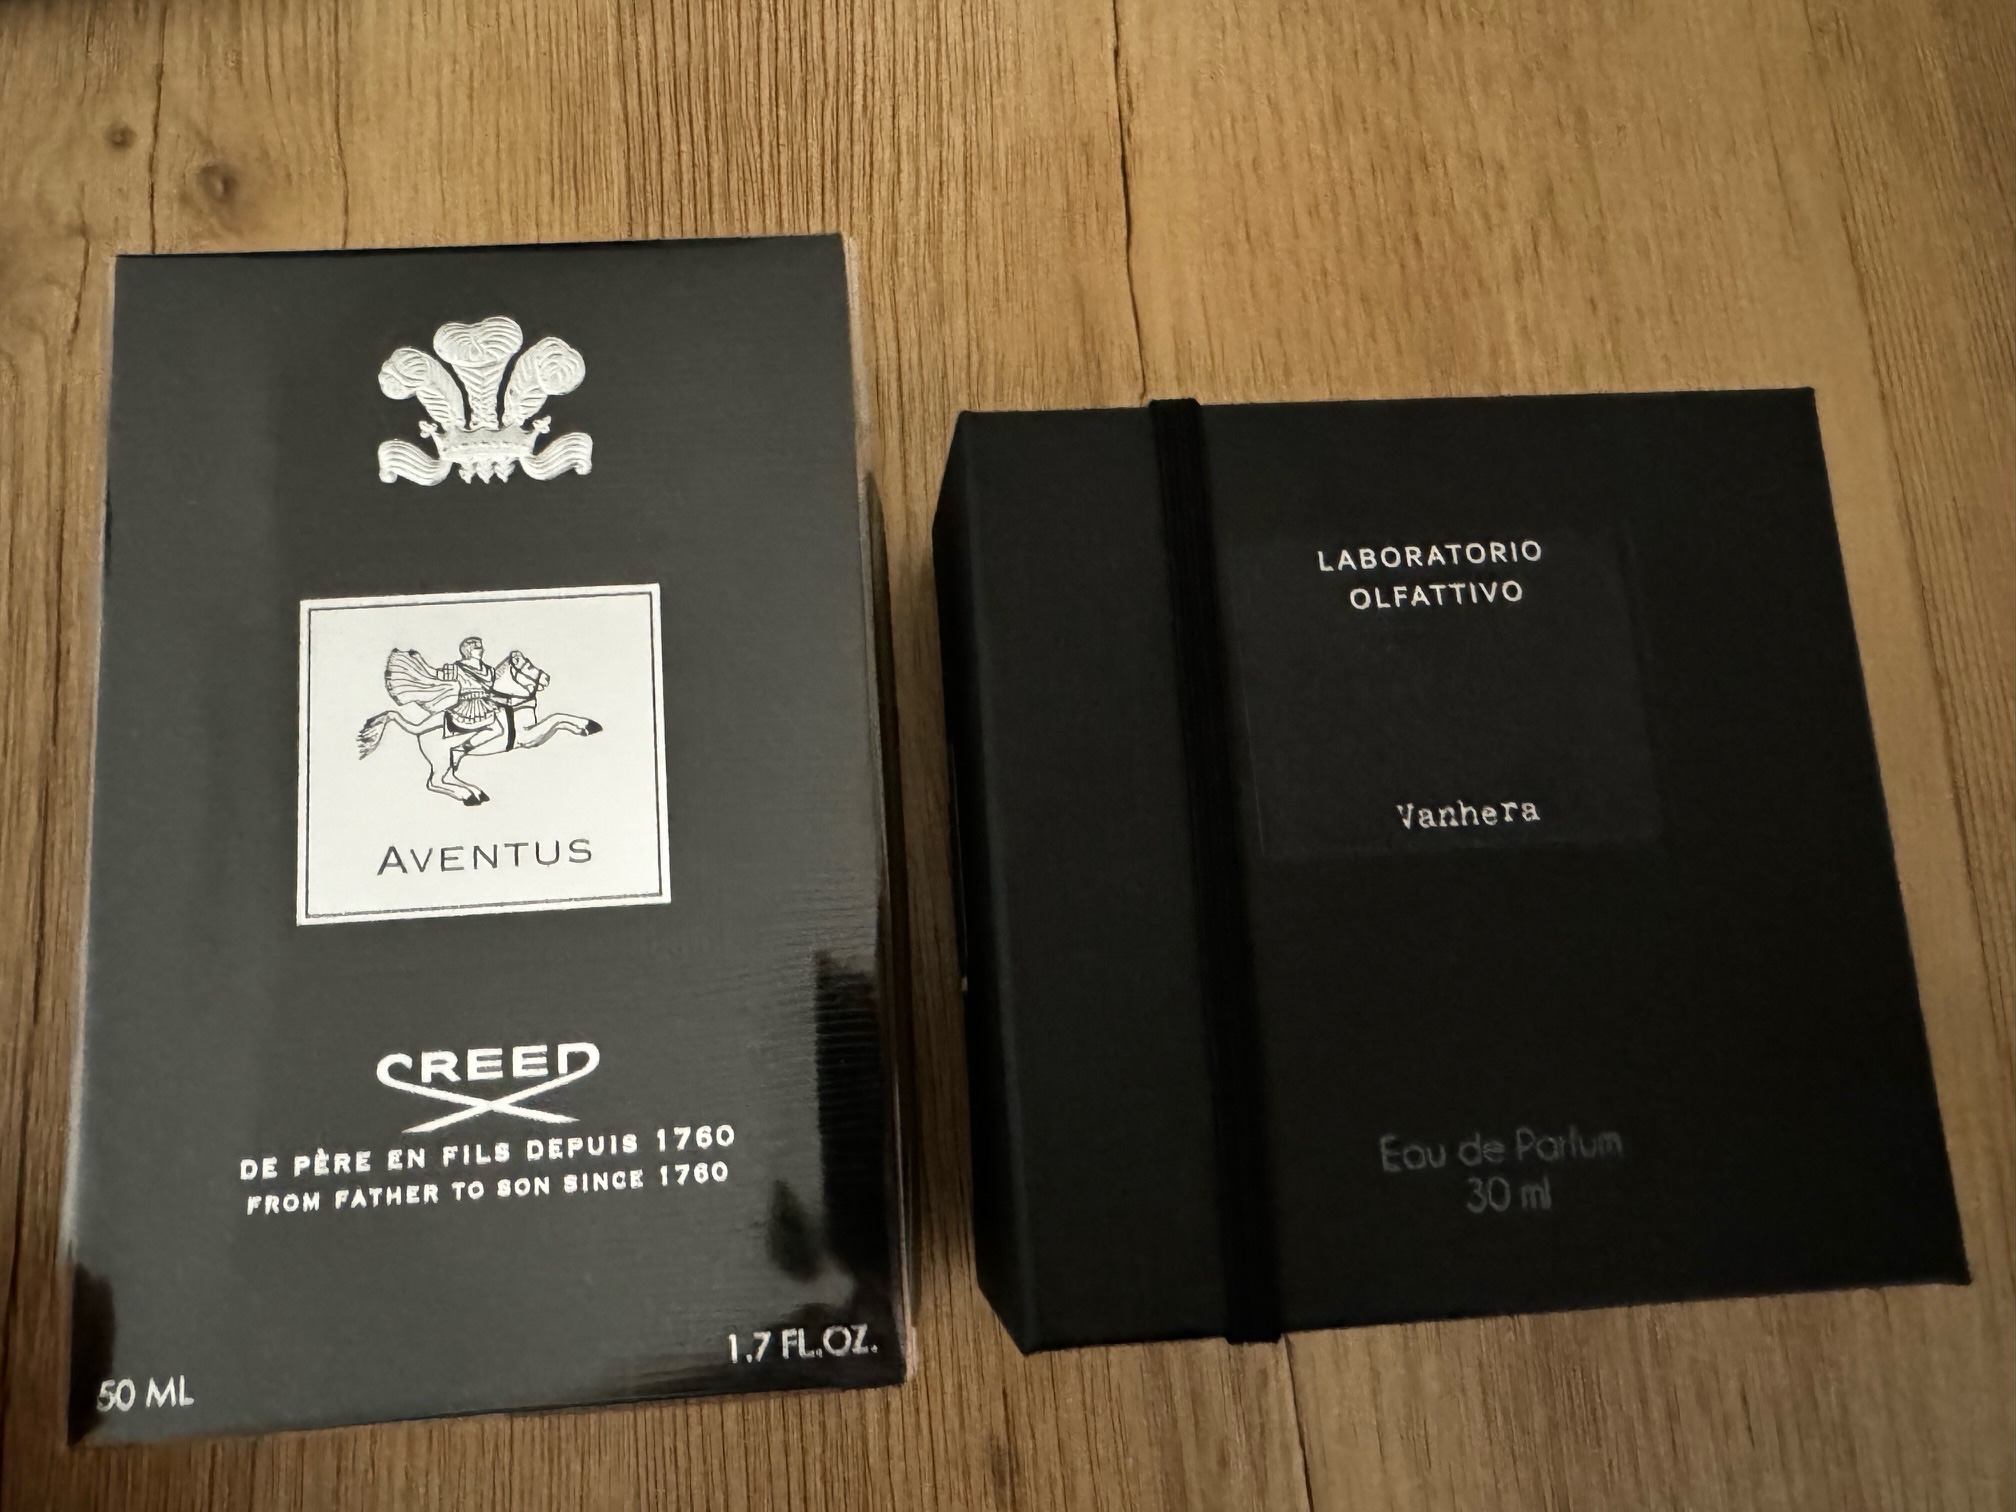 AVENTUS
CREED
DE PÈRE EN FILS DEPUIS 1760
FROM FATHER TO SON SINCE 1760
50 ML
1.7 FL.OZ.
LABORATORIO
OLFATTIVO
Vanhera
Eau de Parfum
30 ml